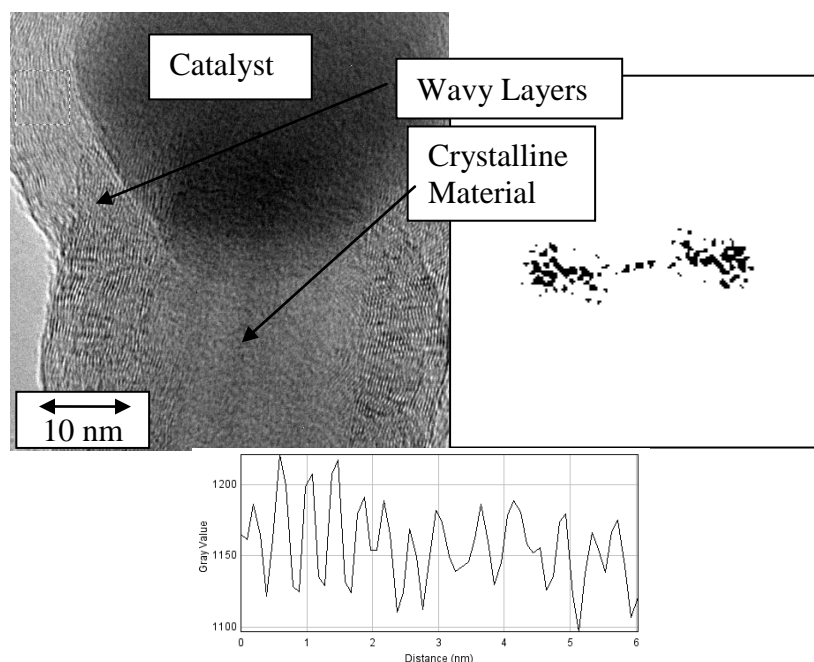 Catalyst
Wavy Layers
Crystalline
Material
10 nm
1200
1150
1100
Gray Value
0 1 2 3 4 5 6
Distance (nm)